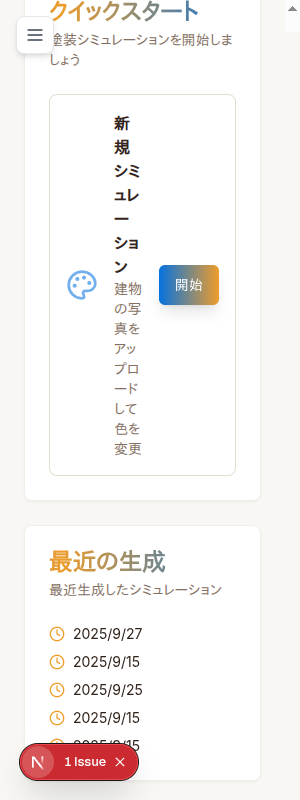 クイックスタート
塗装シミュレーションを開始しま
しょう
新
規
シミ
ュレ
ー
ショ
ン
建物
の写
真を
アッ
プロ
ード
して
色を
変更
開始
最近の生成
最近生成したシミュレーション
2025/9/27
2025/9/15
2025/9/25
2025/9/15
2025/9/15
N
1 Issue